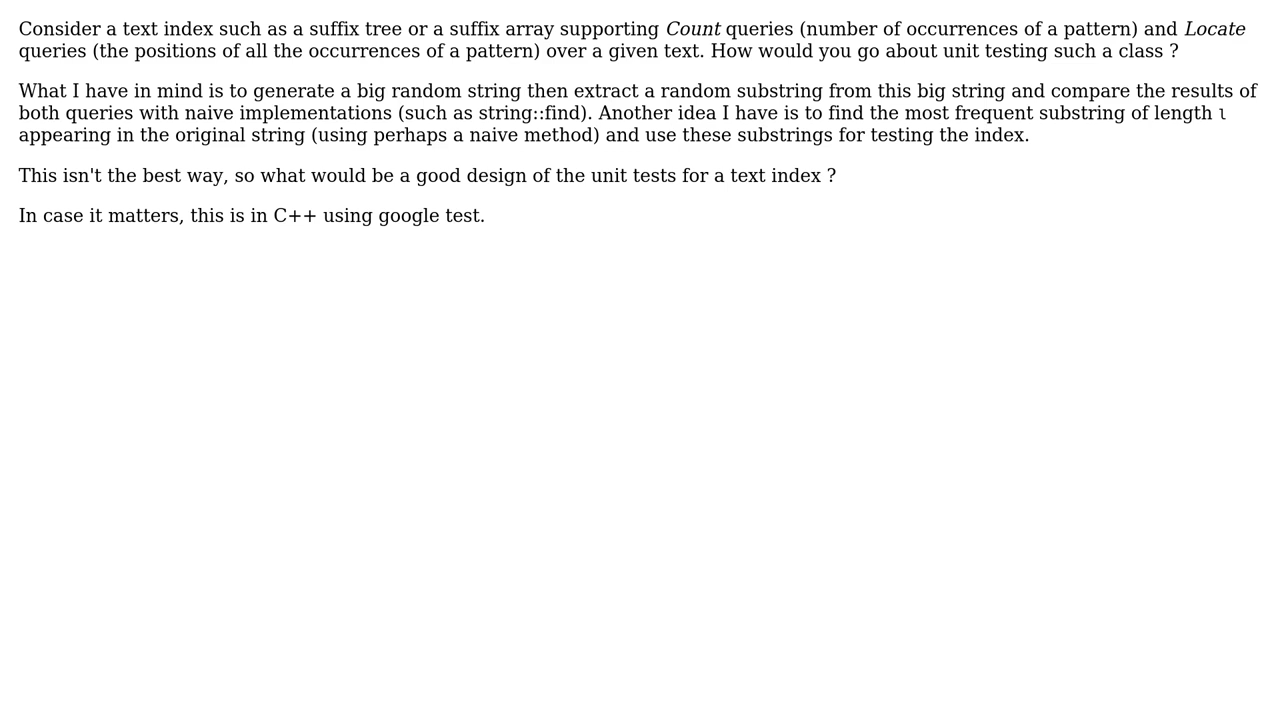 Consider a text index such as a suffix tree or a suffix array supporting Count queries (number of occurrences of a pattern) and Locate
queries (the positions of all the occurrences of a pattern) over a given text. How would you go about unit testing such a class ?
What I have in mind is to generate a big random string then extract a random substring from this big string and compare the results of
both queries with naive implementations (such as string::find). Another idea I have is to find the most frequent substring of length ι
appearing in the original string (using perhaps a naive method) and use these substrings for testing the index.
This isn't the best way, so what would be a good design of the unit tests for a text index ?
In case it matters, this is in C++ using google test.